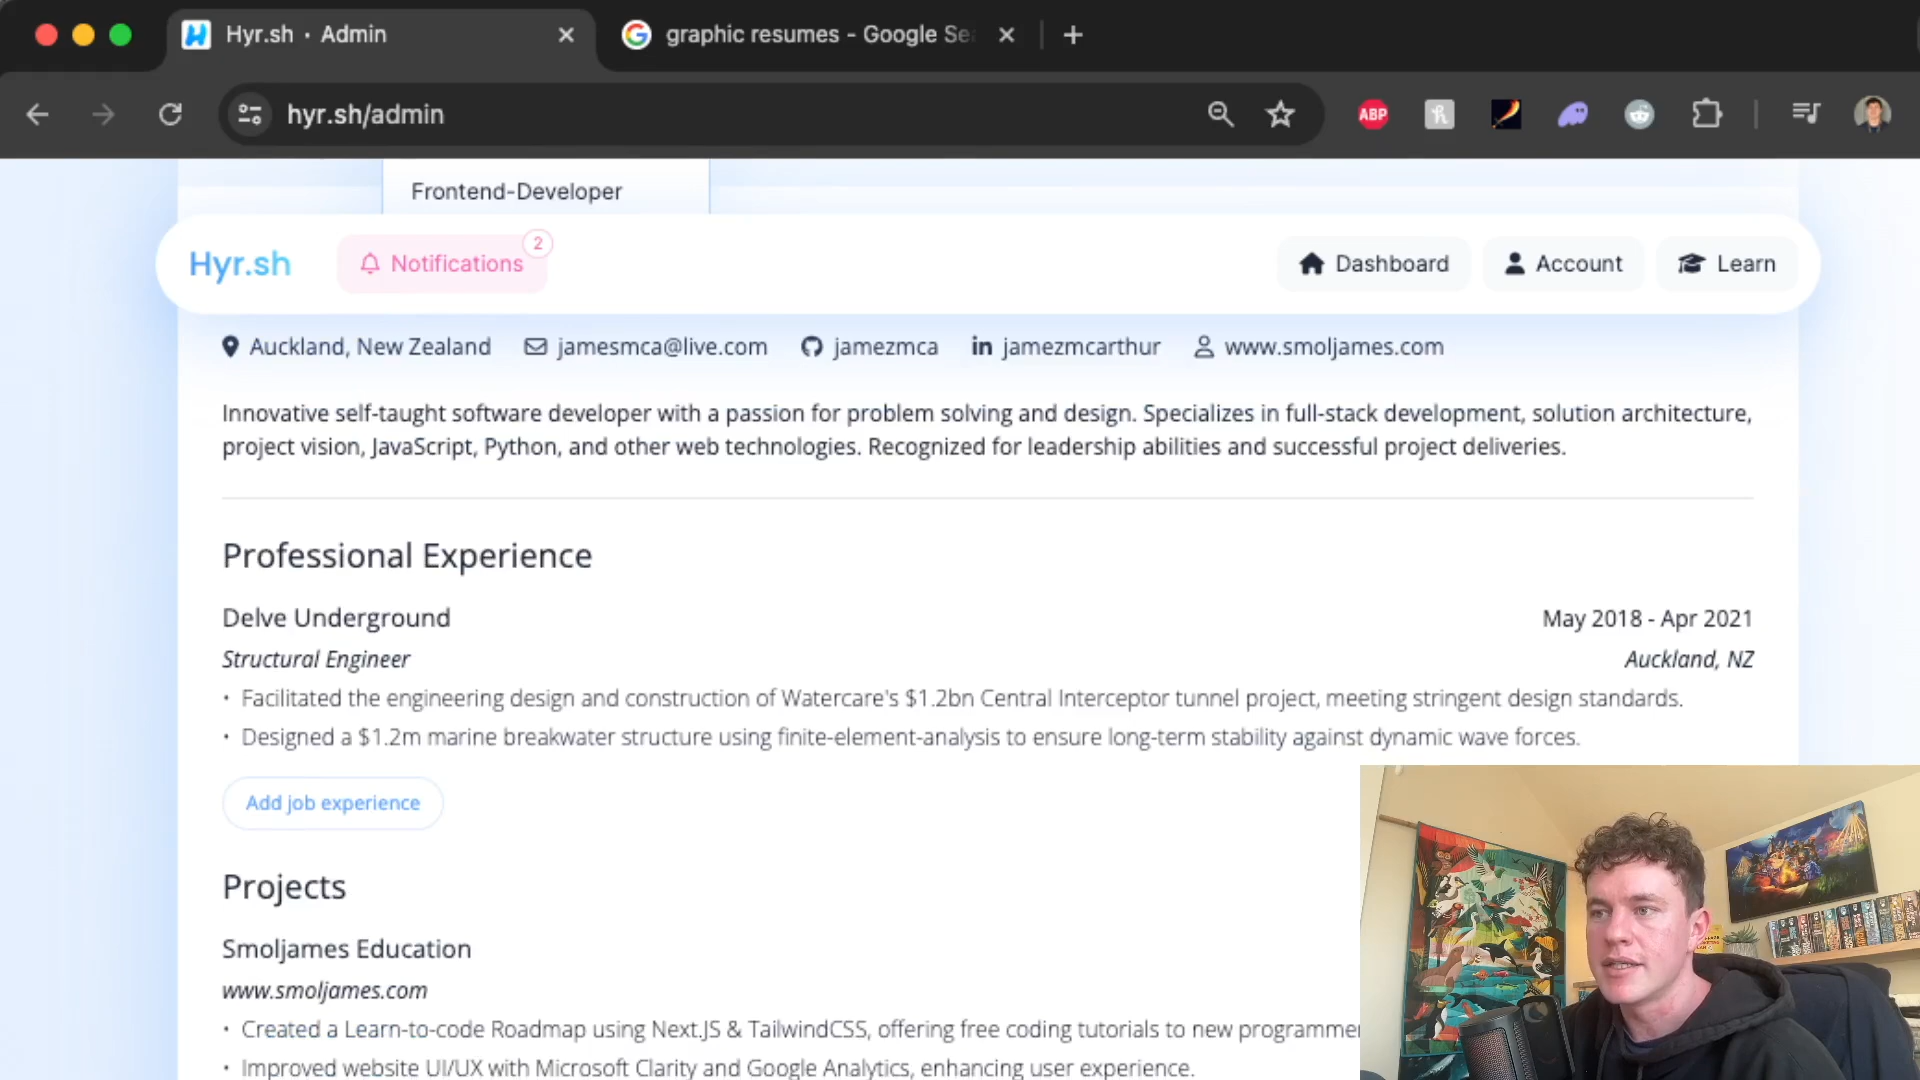 Hyr.sh · Admin
graphic resumes - Google Se
hyr.sh/admin
ABP
Frontend-Developer
Hyr.sh
Notifications
2
Dashboard
Account
Learn
Auckland, New Zealand
jamesmca@live.com
jamezmca
in jamezmcarthur
www.smoljames.com
Innovative self-taught software developer with a passion for problem solving and design. Specializes in full-stack development, solution architecture,
project vision, JavaScript, Python, and other web technologies. Recognized for leadership abilities and successful project deliveries.
Professional Experience
Delve Underground
May 2018 - Apr 2021
Structural Engineer
Auckland, NZ
• Facilitated the engineering design and construction of Watercare's $1.2bn Central Interceptor tunnel project, meeting stringent design standards.
• Designed a $1.2m marine breakwater structure using finite-element-analysis to ensure long-term stability against dynamic wave forces.
Add job experience
Projects
Smoljames Education
www.smoljames.com
• Created a Learn-to-code Roadmap using Next.JS & TailwindCSS, offering free coding tutorials to new programmer
• Improved website UI/UX with Microsoft Clarity and Google Analytics, enhancing user experience.